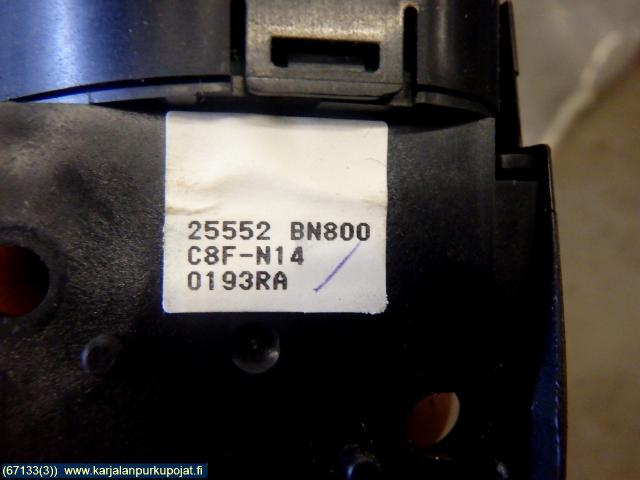 25552 BN800
C8F-N14
0193RA
(67133(3)) www.karjalanpurkupojat.fi